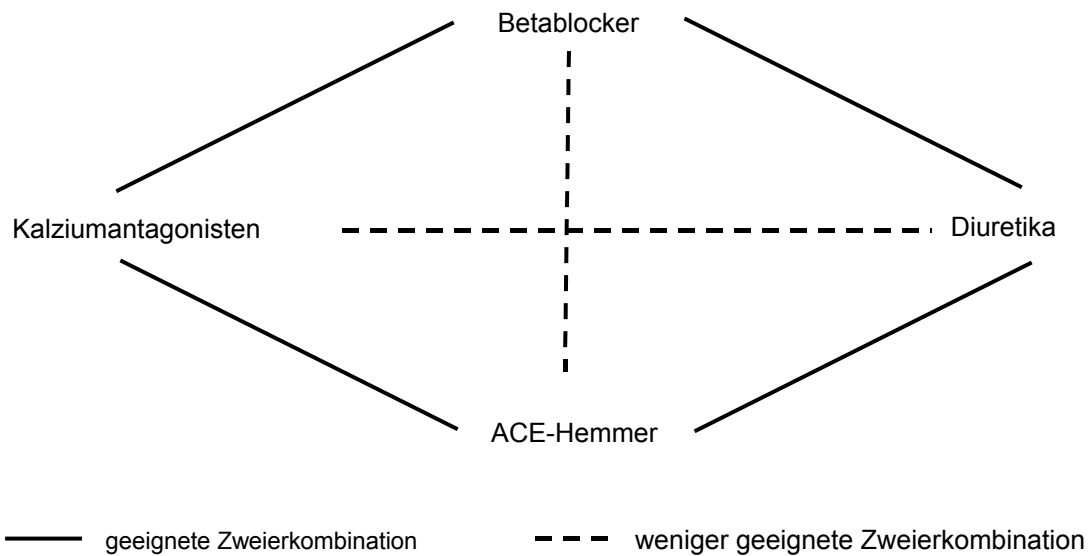 Betablocker
Kalziumantagonisten
Diuretika
ACE-Hemmer
geeignete Zweierkombination
weniger geeignete Zweierkombination